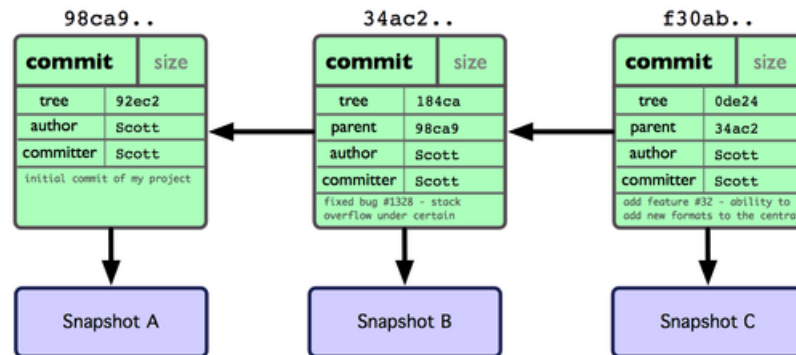 98ca9..
commit size
tree 92ec2
author Scott
committer Scott
initial commit of my project
Snapshot A
34ac2..
commit size
tree 184ca
parent 98ca9
author Scott
committer Scott
fixed bug #1328 - stack
overflow under certain
Snapshot B
f30ab..
commit size
tree 0de24
parent 34ac2
author Scott
committer Scott
add feature #32 - ability to
add new formats to the centra
Snapshot C